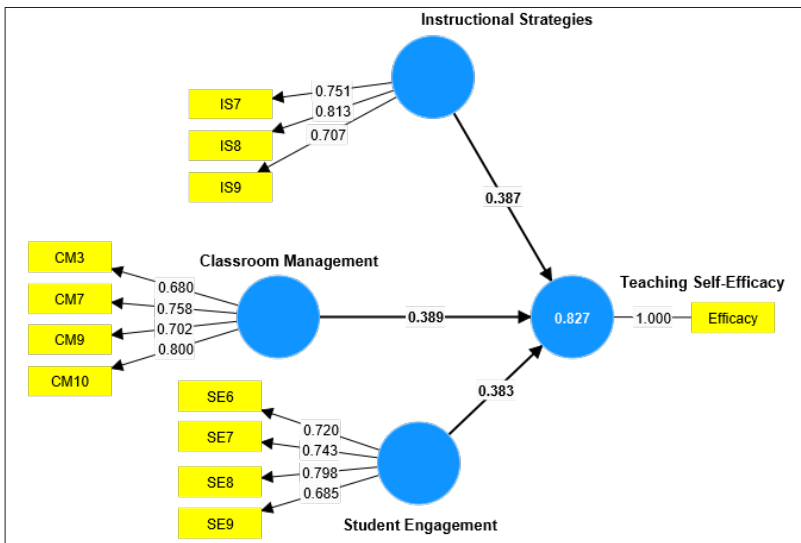 Instructional Strategies
0.751
IS7
0.813
IS8
0.707
IS9
0.387
Classroom Management
CM3
0.680
CM7
0.758
CM9
0.702
CM10
0.800
0.389
Teaching Self-Efficacy
0.827
1.000
Efficacy
0.383
SE6
0.720
SE7
0.743
SE8
0.798
SE9
0.685
Student Engagement